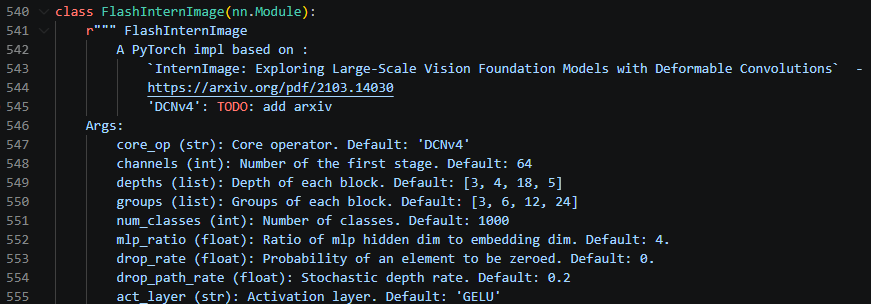 540 class FlashInternImage(nn.Module):
541 r""" FlashInternImage
542 A PyTorch impl based on :
543 `InternImage: Exploring Large-Scale Vision Foundation Models with Deformable Convolutions` -
544 https://arxiv.org/pdf/2103.14030
545 'DCNv4': TODO: add arxiv
546 Args:
547 core_op (str): Core operator. Default: 'DCNv4'
548 channels (int): Number of the first stage. Default: 64
549 depths (list): Depth of each block. Default: [3, 4, 18, 5]
550 groups (list): Groups of each block. Default: [3, 6, 12, 24]
551 num_classes (int): Number of classes. Default: 1000
552 mlp_ratio (float): Ratio of mlp hidden dim to embedding dim. Default: 4.
553 drop_rate (float): Probability of an element to be zeroed. Default: 0.
554 drop_path_rate (float): Stochastic depth rate. Default: 0.2
555 act_layer (str): Activation layer. Default: 'GELU'